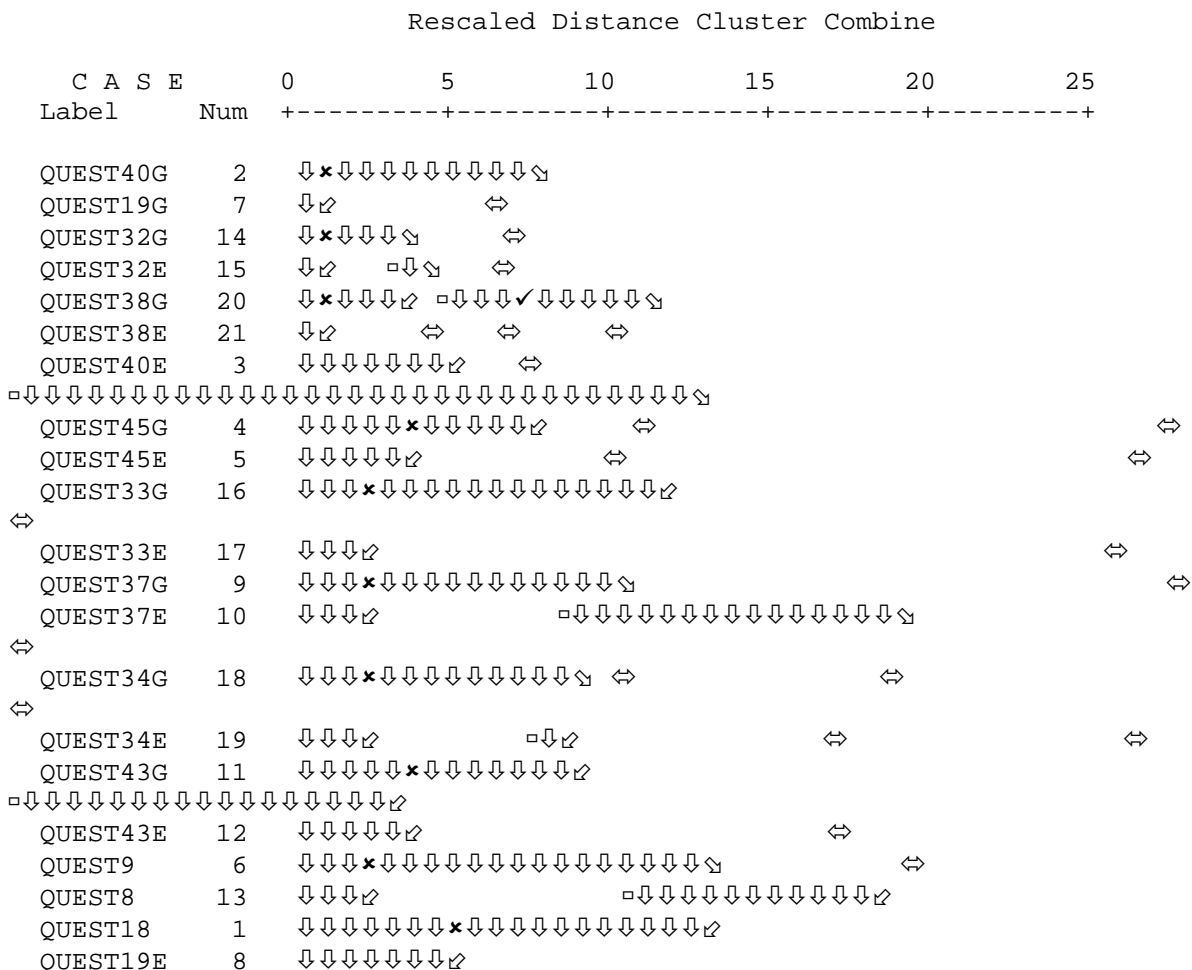 Rescaled Distance Cluster Combine
C A S E 0 5 10 15 20 25
Label Num +---------+---------+---------+---------+---------+
QUEST40G 2 ⇩×⇩⇩⇩⇩⇩⇩⇩⇩⇩⬂
QUEST19G 7 ⇩⬃ ⇔
QUEST32G 14 ⇩×⇩⇩⇩⬂ ⇔
QUEST32E 15 ⇩⬃ ▫⇩⬂ ⇔
QUEST38G 20 ⇩×⇩⇩⇩⬃ ▫⇩⇩⇩✓⇩⇩⇩⇩⇩⬂
QUEST38E 21 ⇩⬃ ⇔ ⇔ ⇔
QUEST40E 3 ⇩⇩⇩⇩⇩⇩⇩⬃ ⇔
▫⇩⇩⇩⇩⇩⇩⇩⇩⇩⇩⇩⇩⇩⇩⇩⇩⇩⇩⇩⇩⇩⇩⇩⇩⇩⇩⇩⇩⇩⇩⇩⬂
QUEST45G 4 ⇩⇩⇩⇩⇩×⇩⇩⇩⇩⇩⬃ ⇔ ⇔
QUEST45E 5 ⇩⇩⇩⇩⇩⬃ ⇔ ⇔
QUEST33G 16 ⇩⇩⇩×⇩⇩⇩⇩⇩⇩⇩⇩⇩⇩⇩⇩⇩⬃
⇔
QUEST33E 17 ⇩⇩⇩⬃ ⇔
QUEST37G 9 ⇩⇩⇩×⇩⇩⇩⇩⇩⇩⇩⇩⇩⇩⇩⬂ ⇔
QUEST37E 10 ⇩⇩⇩⬃ ▫⇩⇩⇩⇩⇩⇩⇩⇩⇩⇩⇩⇩⇩⇩⇩⬂
⇔
QUEST34G 18 ⇩⇩⇩×⇩⇩⇩⇩⇩⇩⇩⇩⇩⬂ ⇔ ⇔
⇔
QUEST34E 19 ⇩⇩⇩⬃ ▫⇩⬃ ⇔ ⇔
QUEST43G 11 ⇩⇩⇩⇩⇩×⇩⇩⇩⇩⇩⇩⇩⬃
▫⇩⇩⇩⇩⇩⇩⇩⇩⇩⇩⇩⇩⇩⇩⇩⇩⇩⬃
QUEST43E 12 ⇩⇩⇩⇩⇩⬃ ⇔
QUEST9 6 ⇩⇩⇩×⇩⇩⇩⇩⇩⇩⇩⇩⇩⇩⇩⇩⇩⇩⇩⬂ ⇔
QUEST8 13 ⇩⇩⇩⬃ ▫⇩⇩⇩⇩⇩⇩⇩⇩⇩⇩⇩⬃
QUEST18 1 ⇩⇩⇩⇩⇩⇩⇩×⇩⇩⇩⇩⇩⇩⇩⇩⇩⇩⇩⬃
QUEST19E 8 ⇩⇩⇩⇩⇩⇩⇩⬃